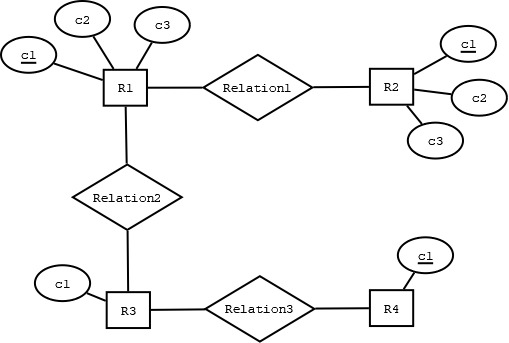 c2
c3
c1
R1
Relation1
R2
c1
c2
c3
Relation2
c1
R3
Relation3
R4
c1